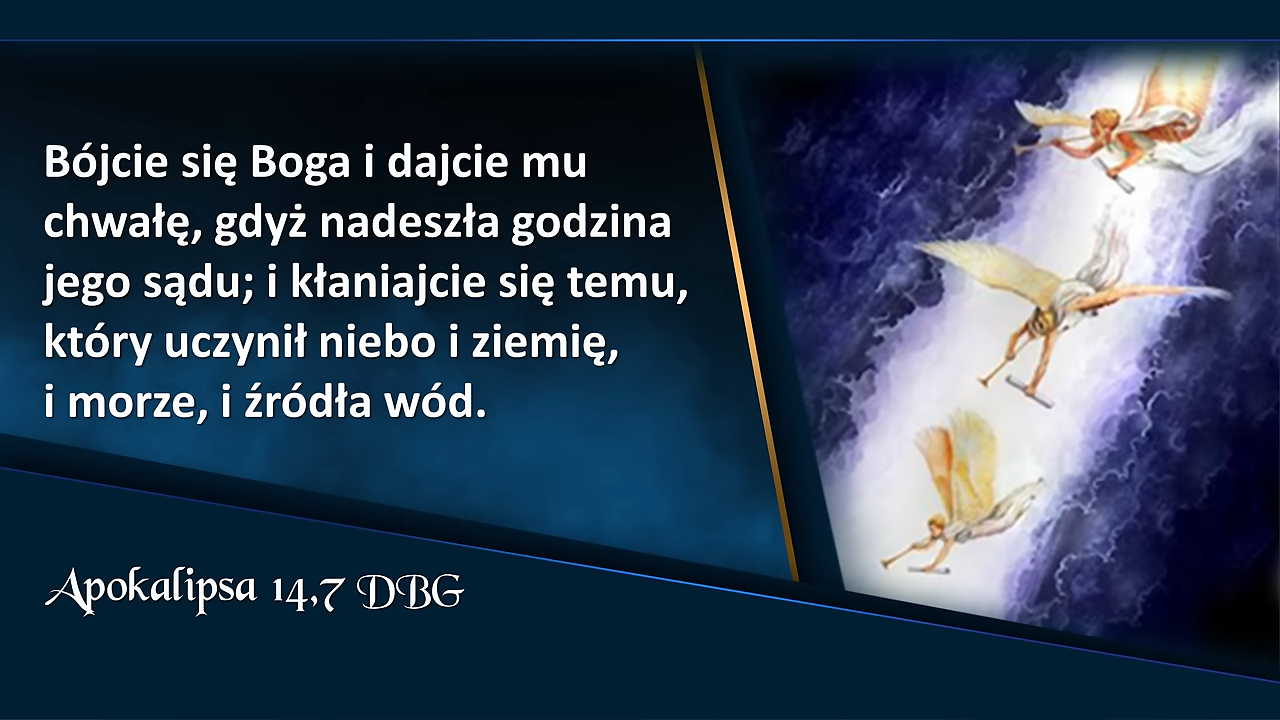 Bójcie się Boga i dajcie mu
chwałę, gdyż nadeszła godzina
jego sądu; i kłaniajcie się temu,
który uczynił niebo i ziemię,
i morze, i źródła wód.
Apokalipsa 14,7 DBG